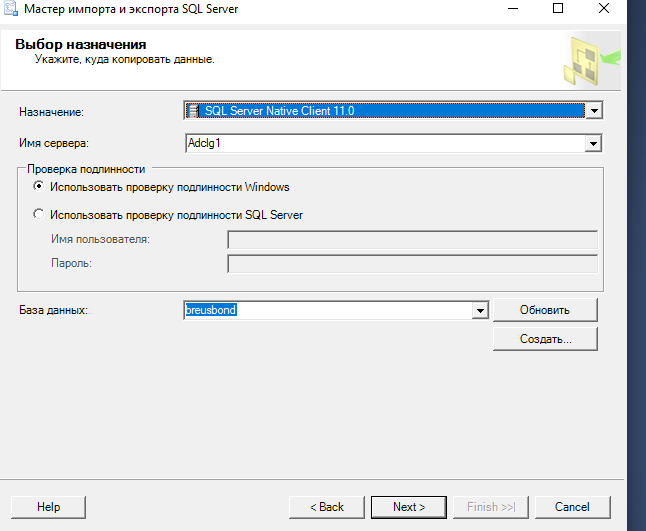 Мастер импорта и экспорта SQL Server
Выбор назначения
Укажите, куда копировать данные.
Назначение: SQL Server Native Client 11.0
Имя сервера: Adclg1
Проверка подлинности
Использовать проверку подлинности Windows
Использовать проверку подлинности SQL Server
Имя пользователя:
Пароль:
База данных: breusbond Обновить
Создать...
Help < Back Next > Finish >>| Cancel